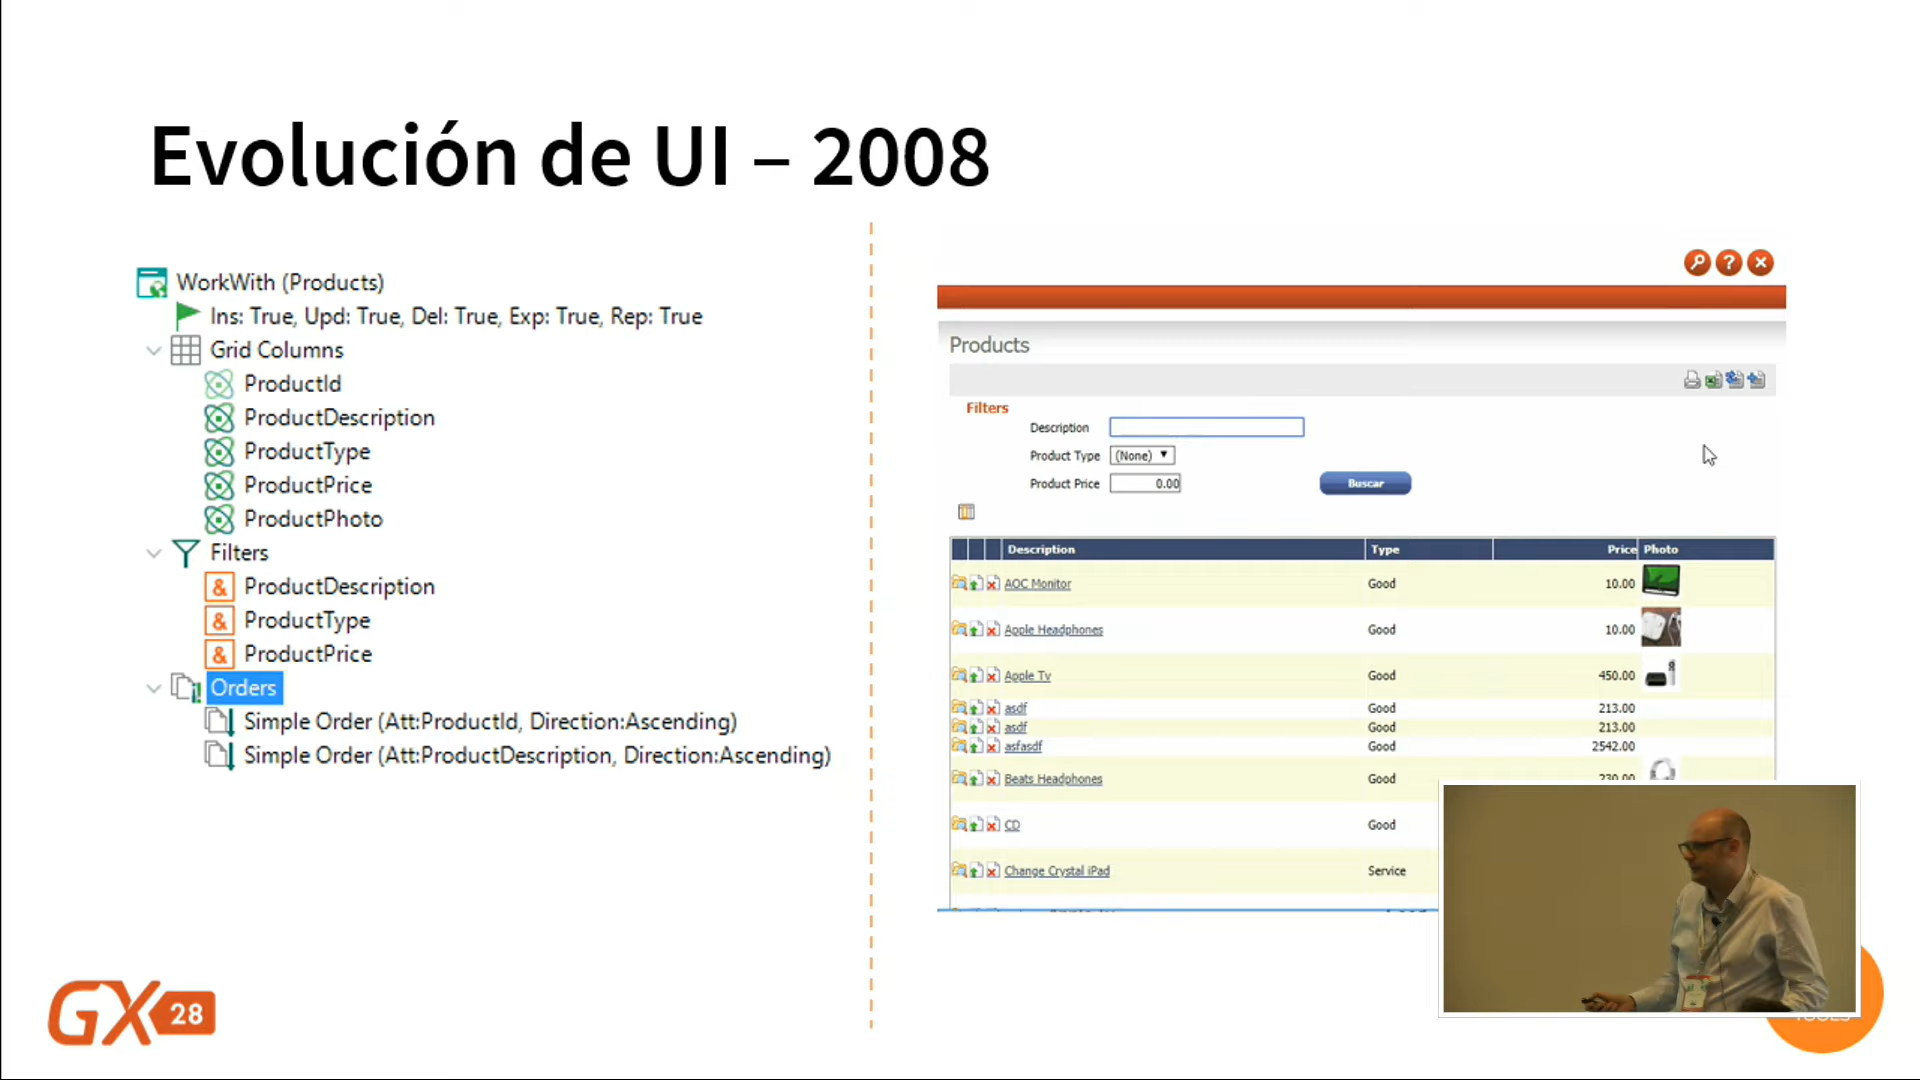 Evolución de UI – 2008
WorkWith (Products)
Ins: True, Upd: True, Del: True, Exp: True, Rep: True
Grid Columns
ProductId
ProductDescription
ProductType
ProductPrice
ProductPhoto
Filters
& ProductDescription
& ProductType
& ProductPrice
Orders
Simple Order (Att:ProductId, Direction:Ascending)
Simple Order (Att:ProductDescription, Direction:Ascending)
GX 28
Products
Filters
Description
Product Type (None)
Product Price 0.00 Buscar
Description Type Price Photo
AOC Monitor Good 10.00
Apple Headphones Good 10.00
Apple Tv Good 450.00
asdf 213.00
asdf 213.00
asfasdf 2542.00
Beats Headphones Good 230.00
CD Good
Change Crystal iPad Service